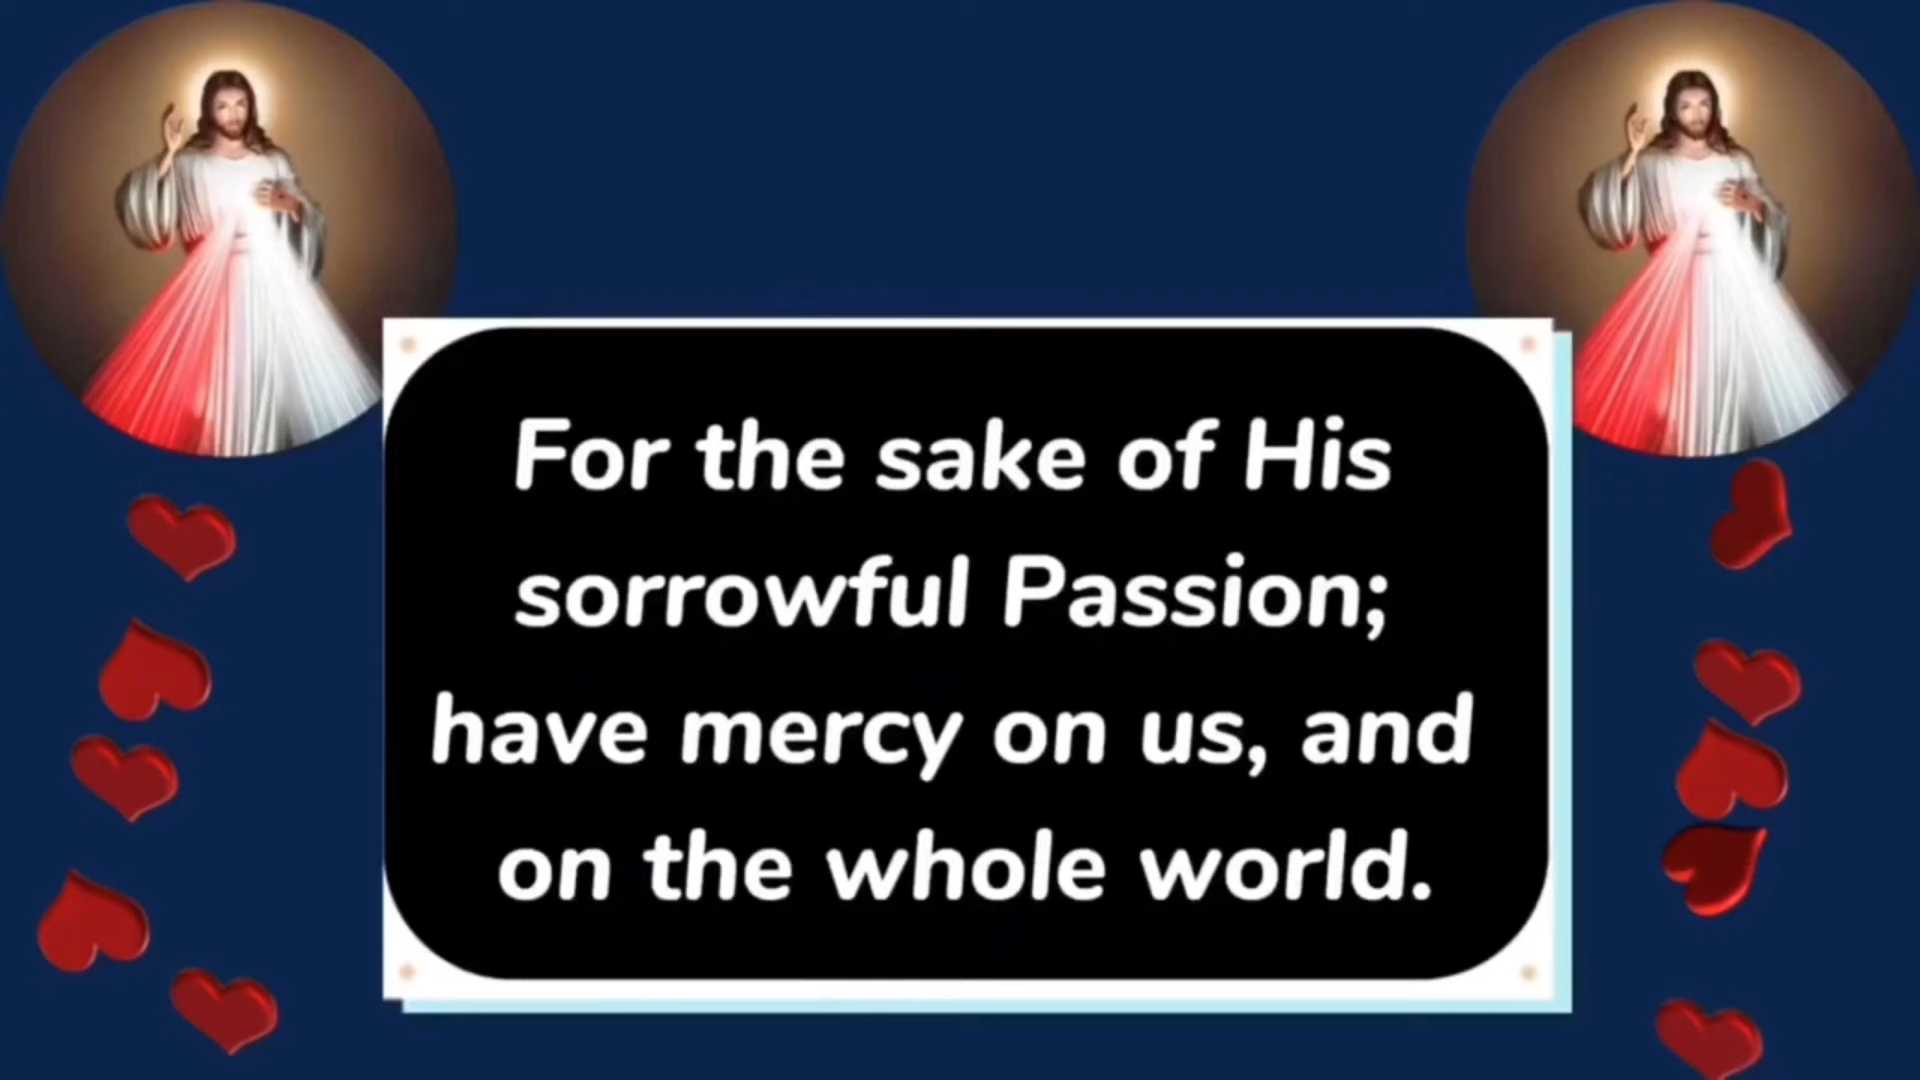 For the sake of His
sorrowful Passion;
have mercy on us, and
on the whole world.